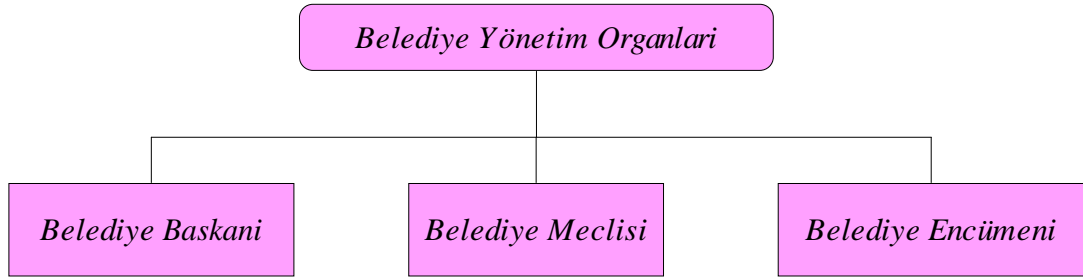 Belediye Yönetim Organlari
Belediye Baskani
Belediye Meclisi
Belediye Encümeni